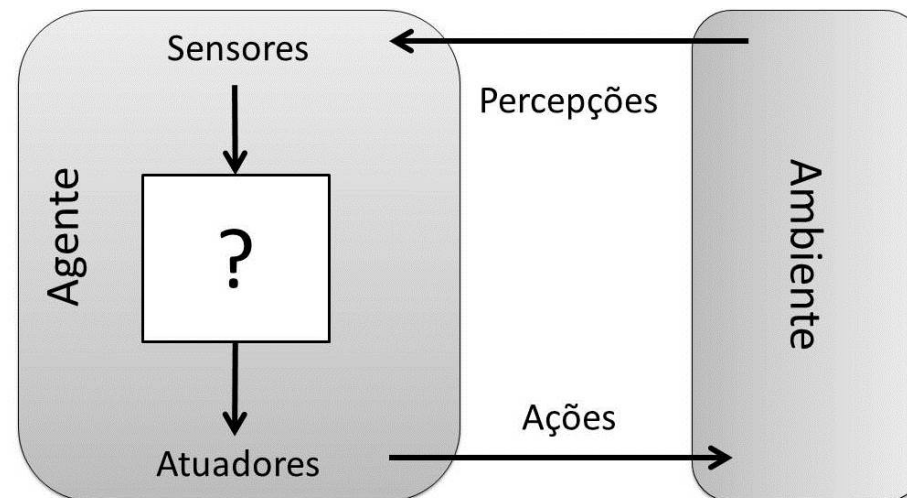 Sensores
Percepções
Agente
?
Ambiente
Ações
Atuadores